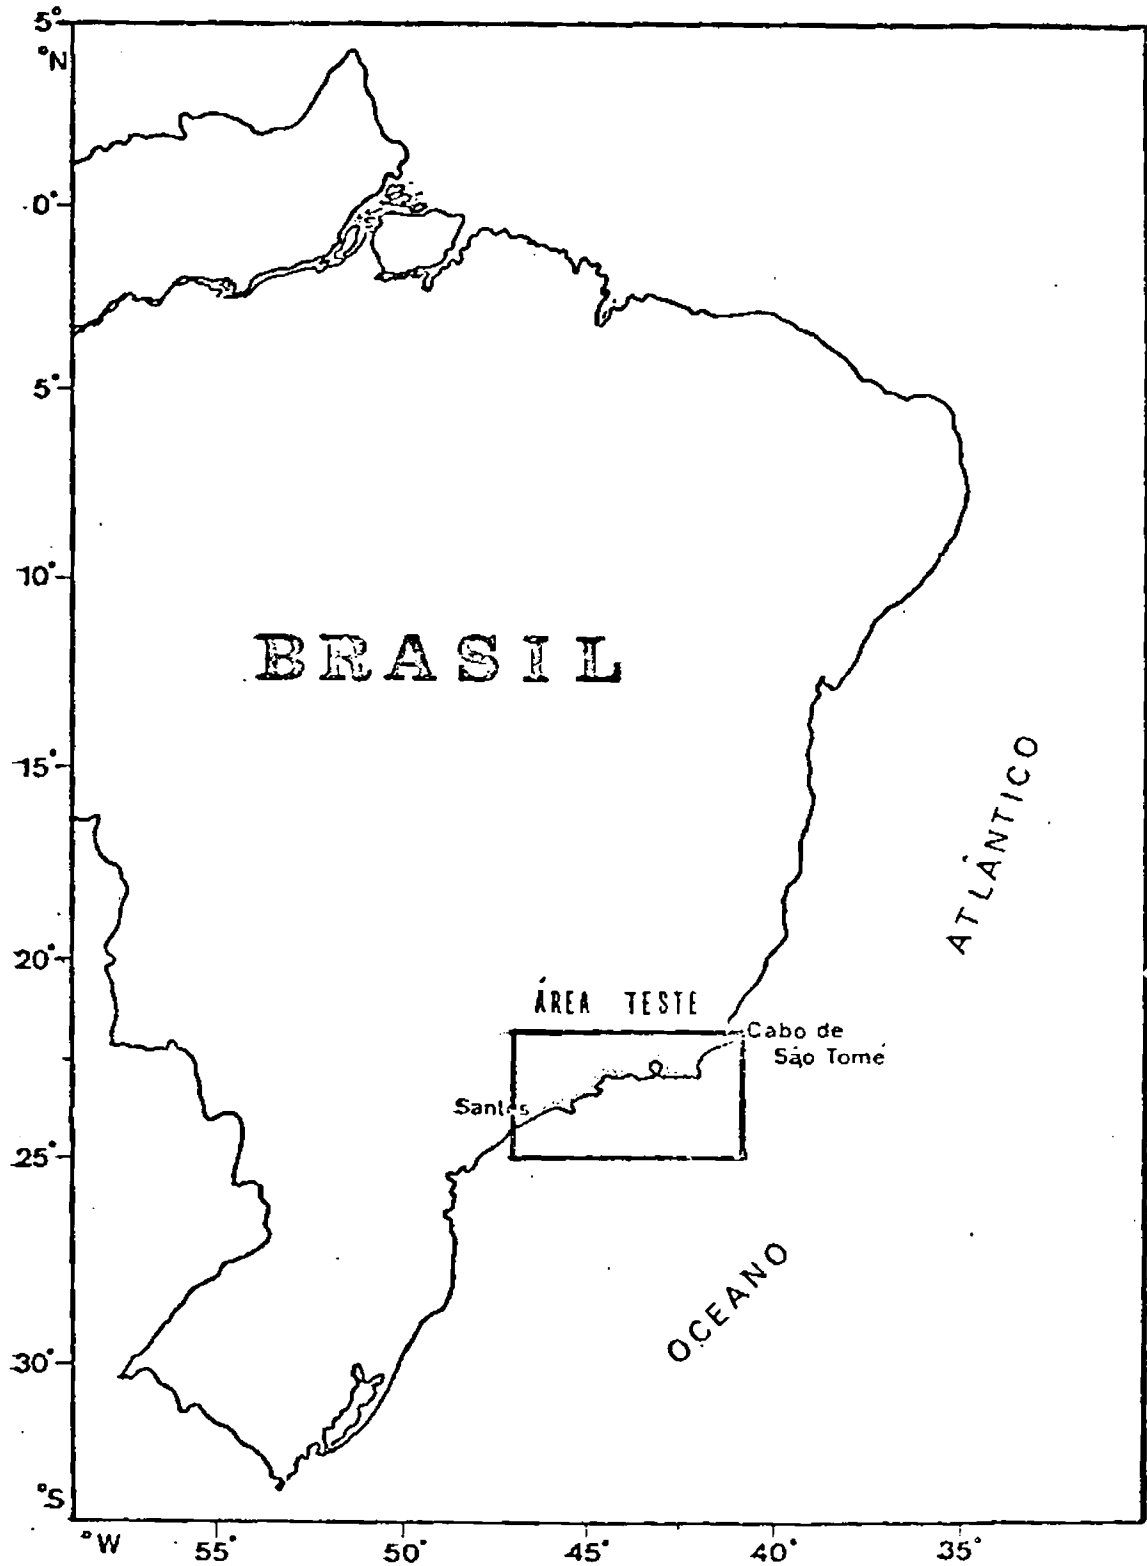 5°
°N
0°
5°
10°
BRASIL
15°
ATLÂNTICO
20°
ÁREA TESTE
Cabo de
São Tomé
Santos
25°
OCEANO
30°
°S
°W 55° 50° 45° 40° 35°